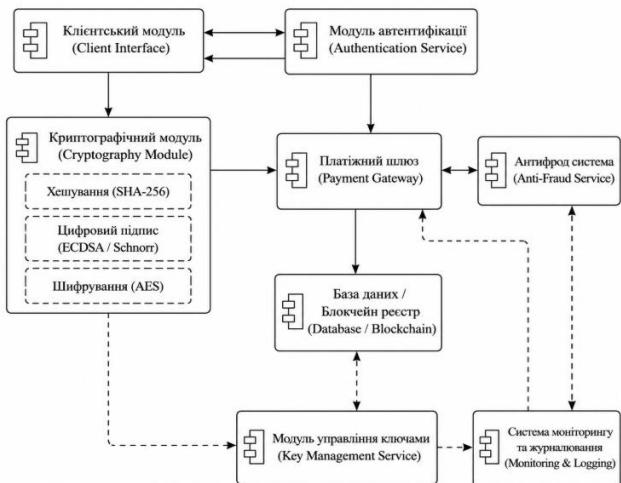 Клієнтський модуль
(Client Interface)
Модуль автентифікації
(Authentication Service)
Криптографічний модуль
(Cryptography Module)
Хешування (SHA-256)
Цифровий підпис
(ECDSA / Schnorr)
Шифрування (AES)
Платіжний шлюз
(Payment Gateway)
Антифрод система
(Anti-Fraud Service)
База даних /
Блокчейн реєстр
(Database / Blockchain)
Модуль управління ключами
(Key Management Service)
Система моніторингу
та журналювання
(Monitoring & Logging)